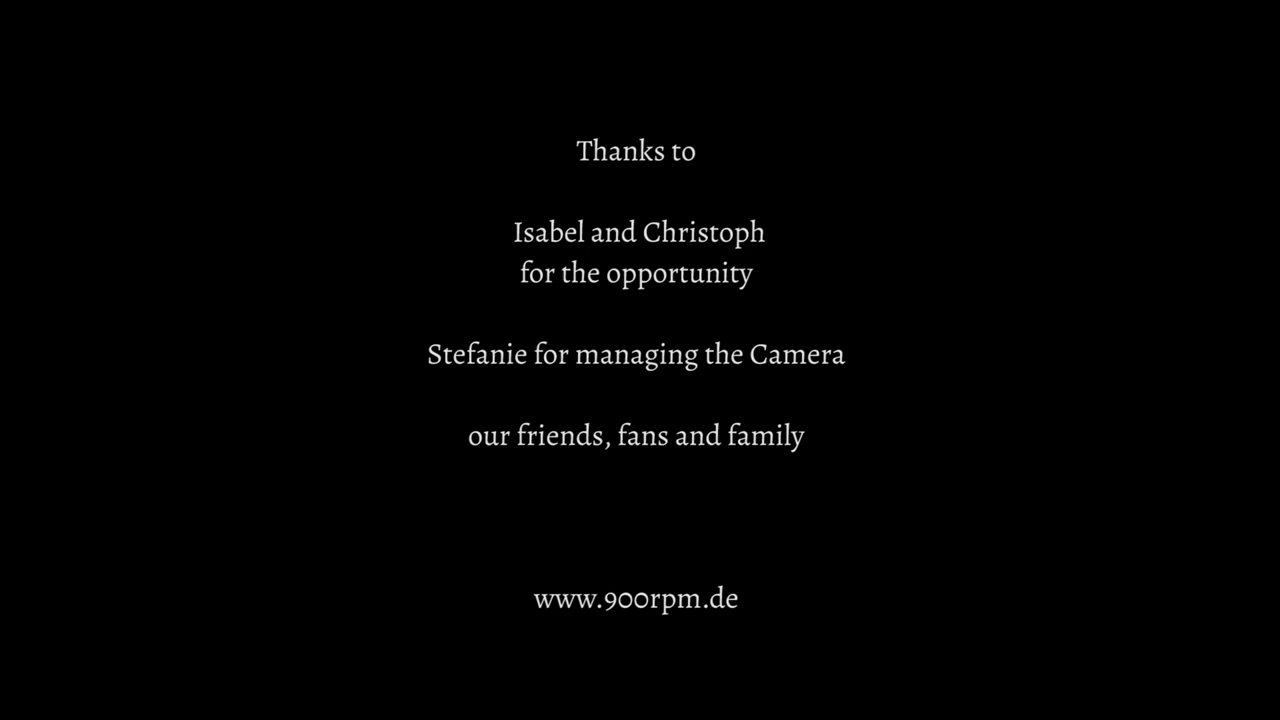 Thanks to
Isabel and Christoph
for the opportunity
Stefanie for managing the Camera
our friends, fans and family
www.900rpm.de